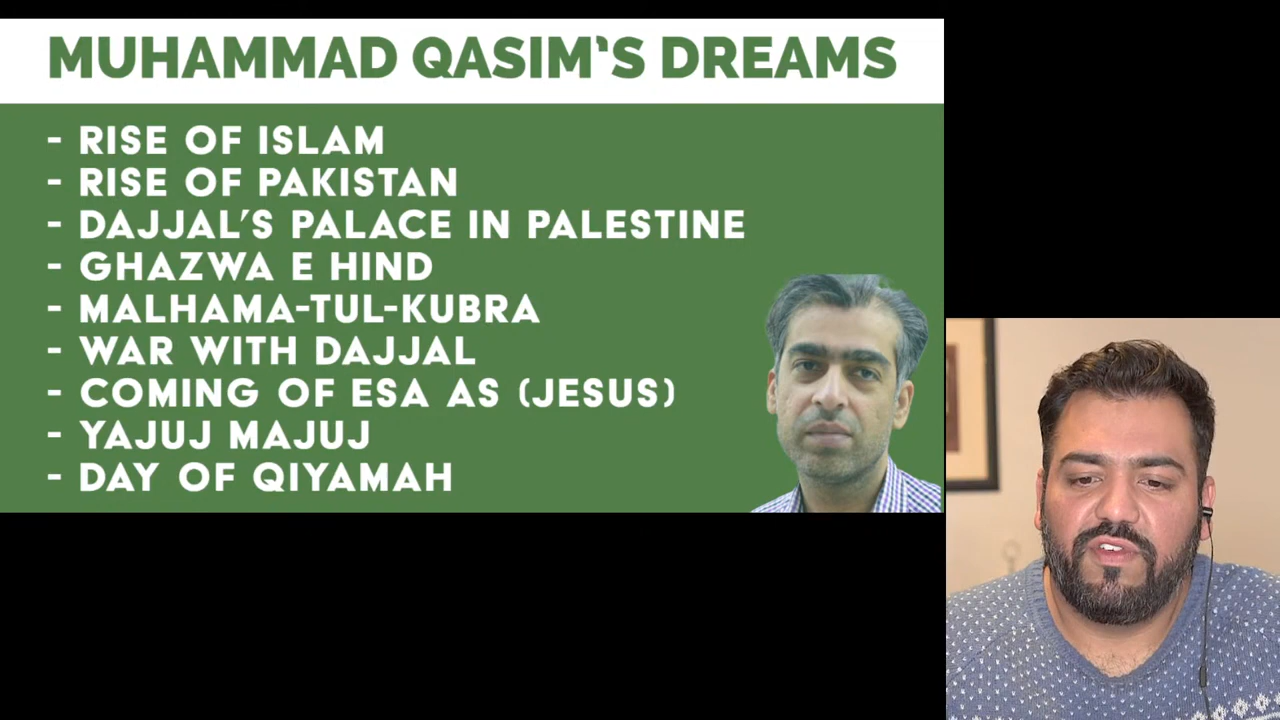 MUHAMMAD QASIM'S DREAMS
- RISE OF ISLAM
- RISE OF PAKISTAN
- DAJJAL'S PALACE IN PALESTINE
- GHAZWA E HIND
- MALHAMA-TUL-KUBRA
- WAR WITH DAJJAL
- COMING OF ESA AS (JESUS)
- YAJUJ MAJUJ
- DAY OF QIYAMAH